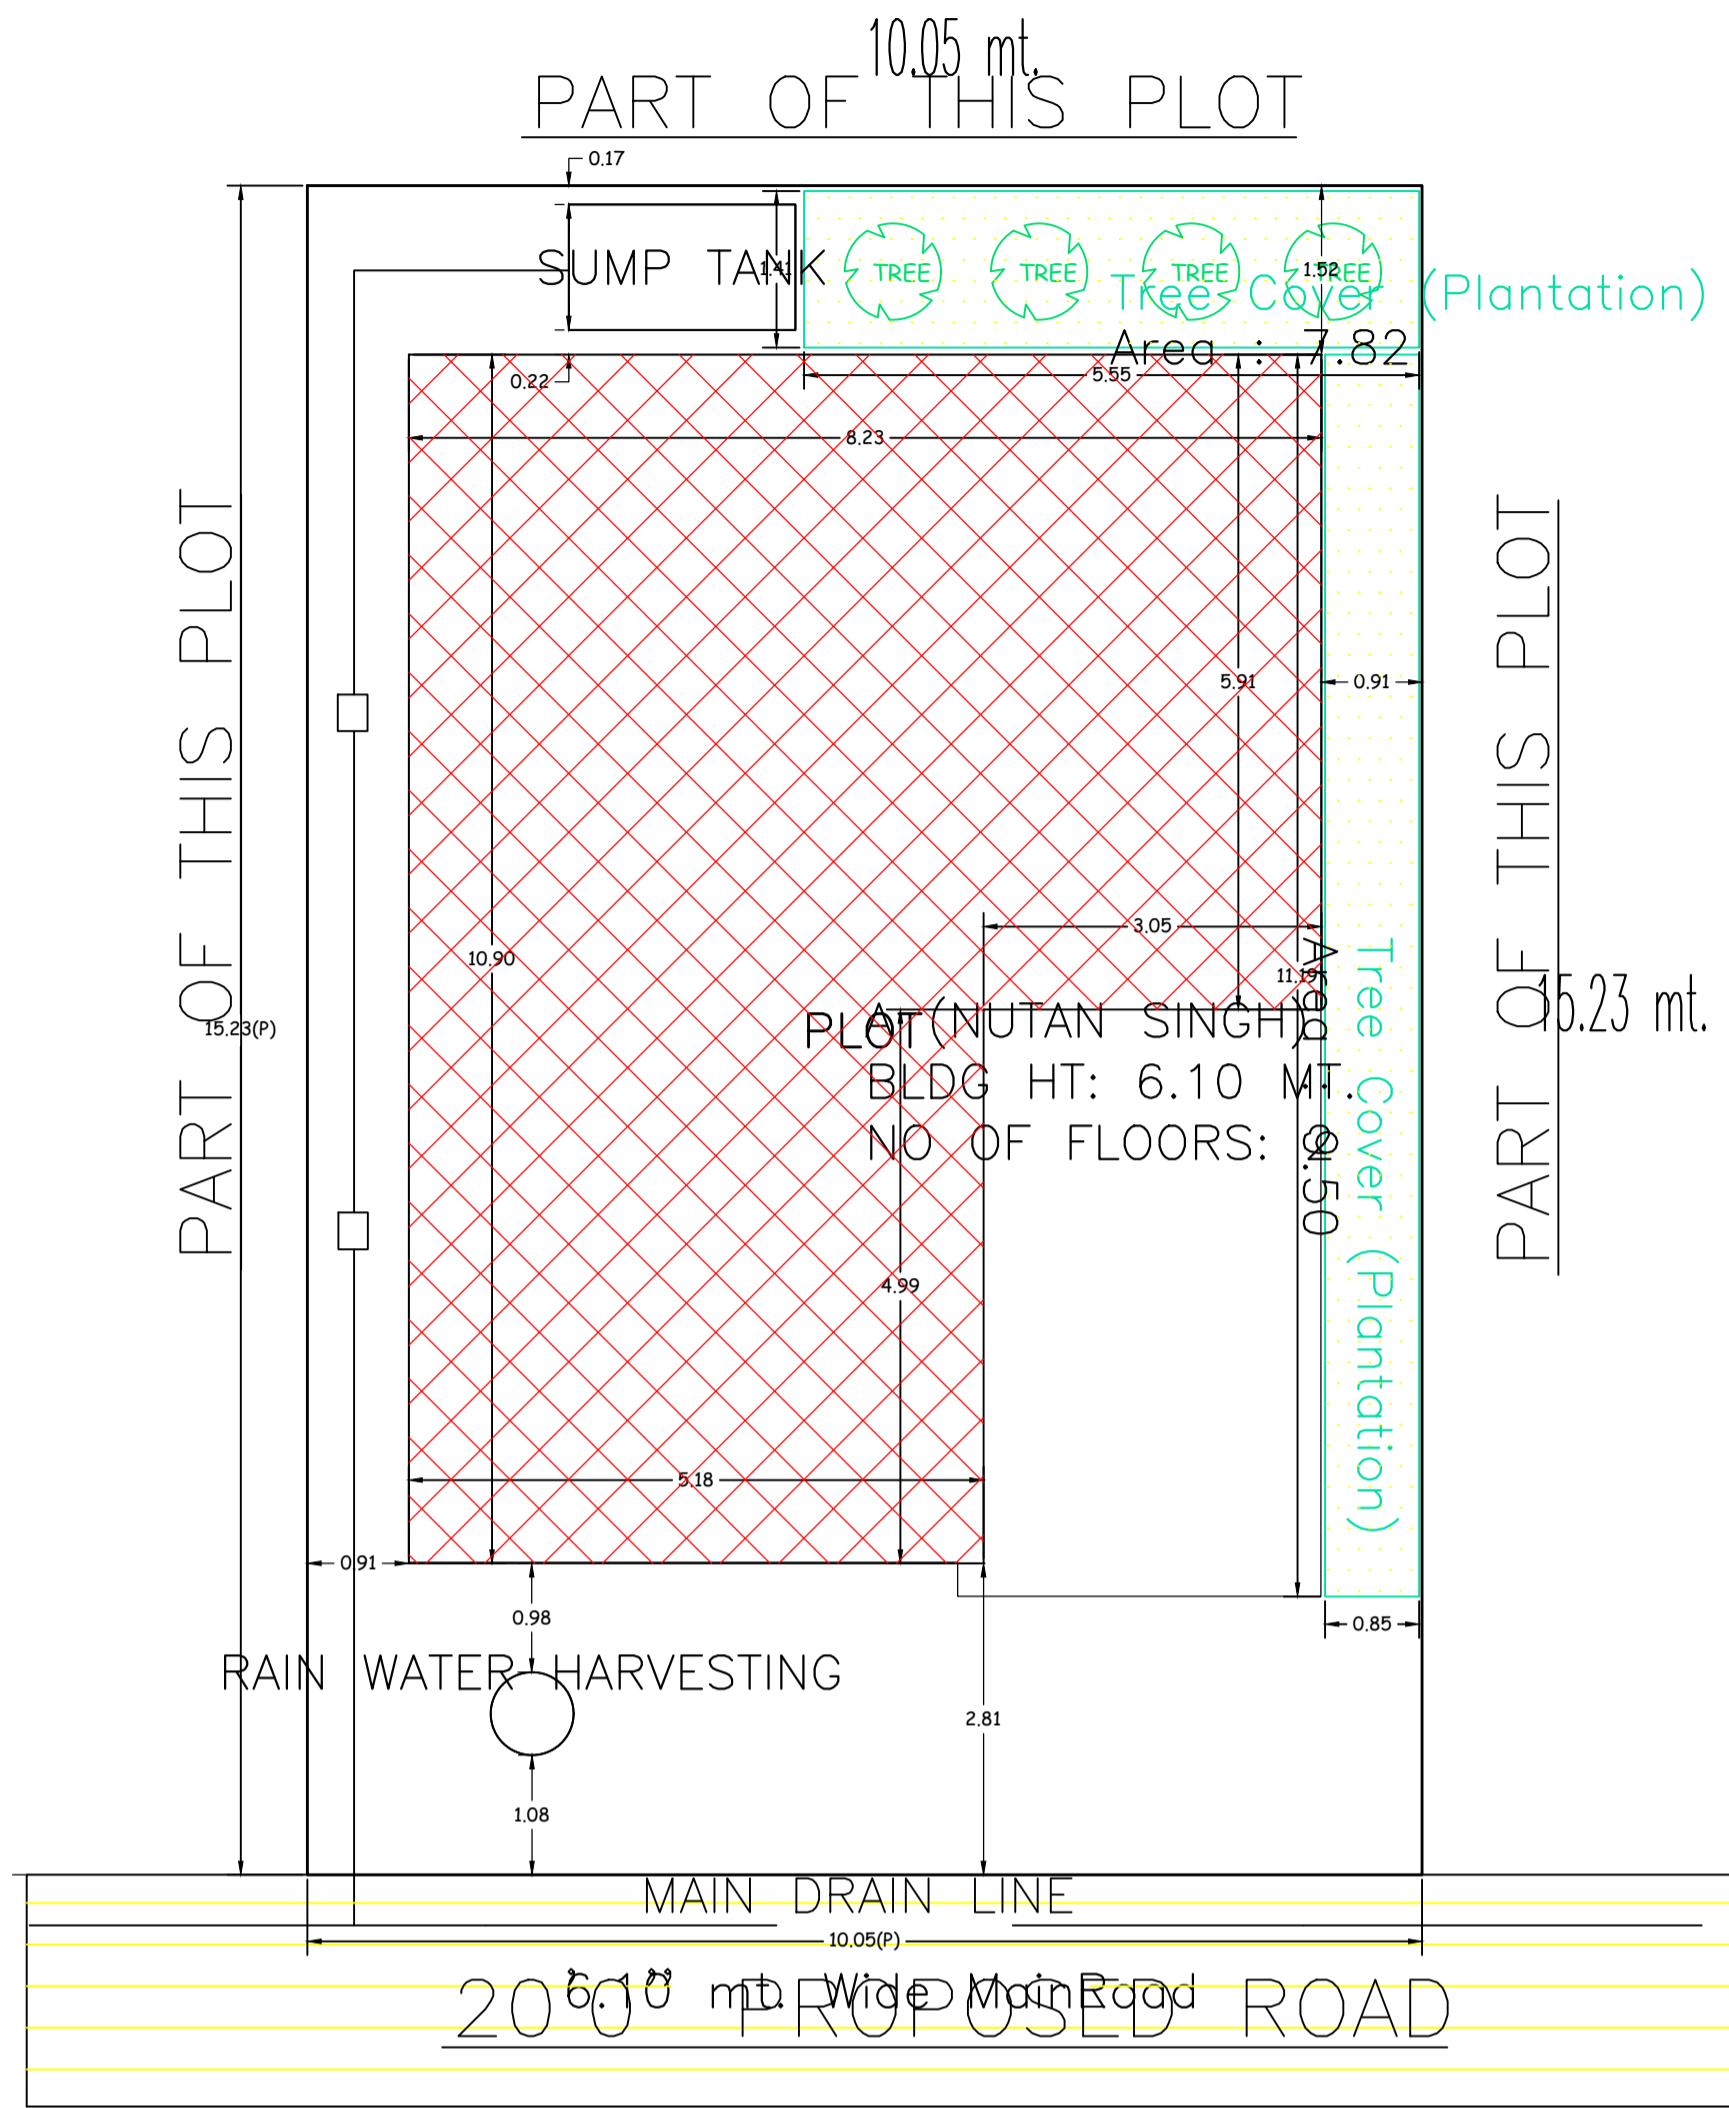 10.05 mt.
PART OF THIS PLOT
0.17
SUMP TANK
1.41
TREE
TREE
TREE
TREE
1.52
Tree Cover (Plantation)
Area : 7.82
0.22
5.55
8.23
PART OF THIS PLOT
15.23(P)
10.90
5.91
0.91
3.05
11.19
PLOT
A (NUTAN SINGH)
BLDG HT: 6.10 MT.
NO OF FLOORS: 2
Area : 9.50
Tree Cover (Plantation)
PART OF THIS PLOT
15.23 mt.
4.99
5.18
0.91
0.98
0.85
RAIN WATER HARVESTING
2.81
1.08
MAIN DRAIN LINE
10.05(P)
6.10 mt. Wide MainRoad
20'0" PROPOSED ROAD